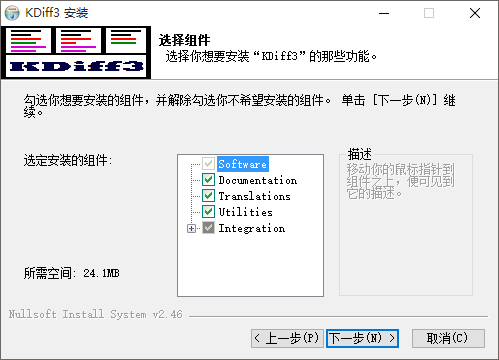 KDiff3 安装
KDiff3
选择组件
选择你想要安装“KDiff3”的那些功能。
勾选你想要安装的组件，并解除勾选你不希望安装的组件。 单击 [下一步(N)] 继
续。
选定安装的组件:
Software
Documentation
Translations
Utilities
Integration
描述
移动你的鼠标指针到
组件之上，便可见到
它的描述。
所需空间: 24.1MB
Nullsoft Install System v2.46
< 上一步(P)
下一步(N) >
取消(C)